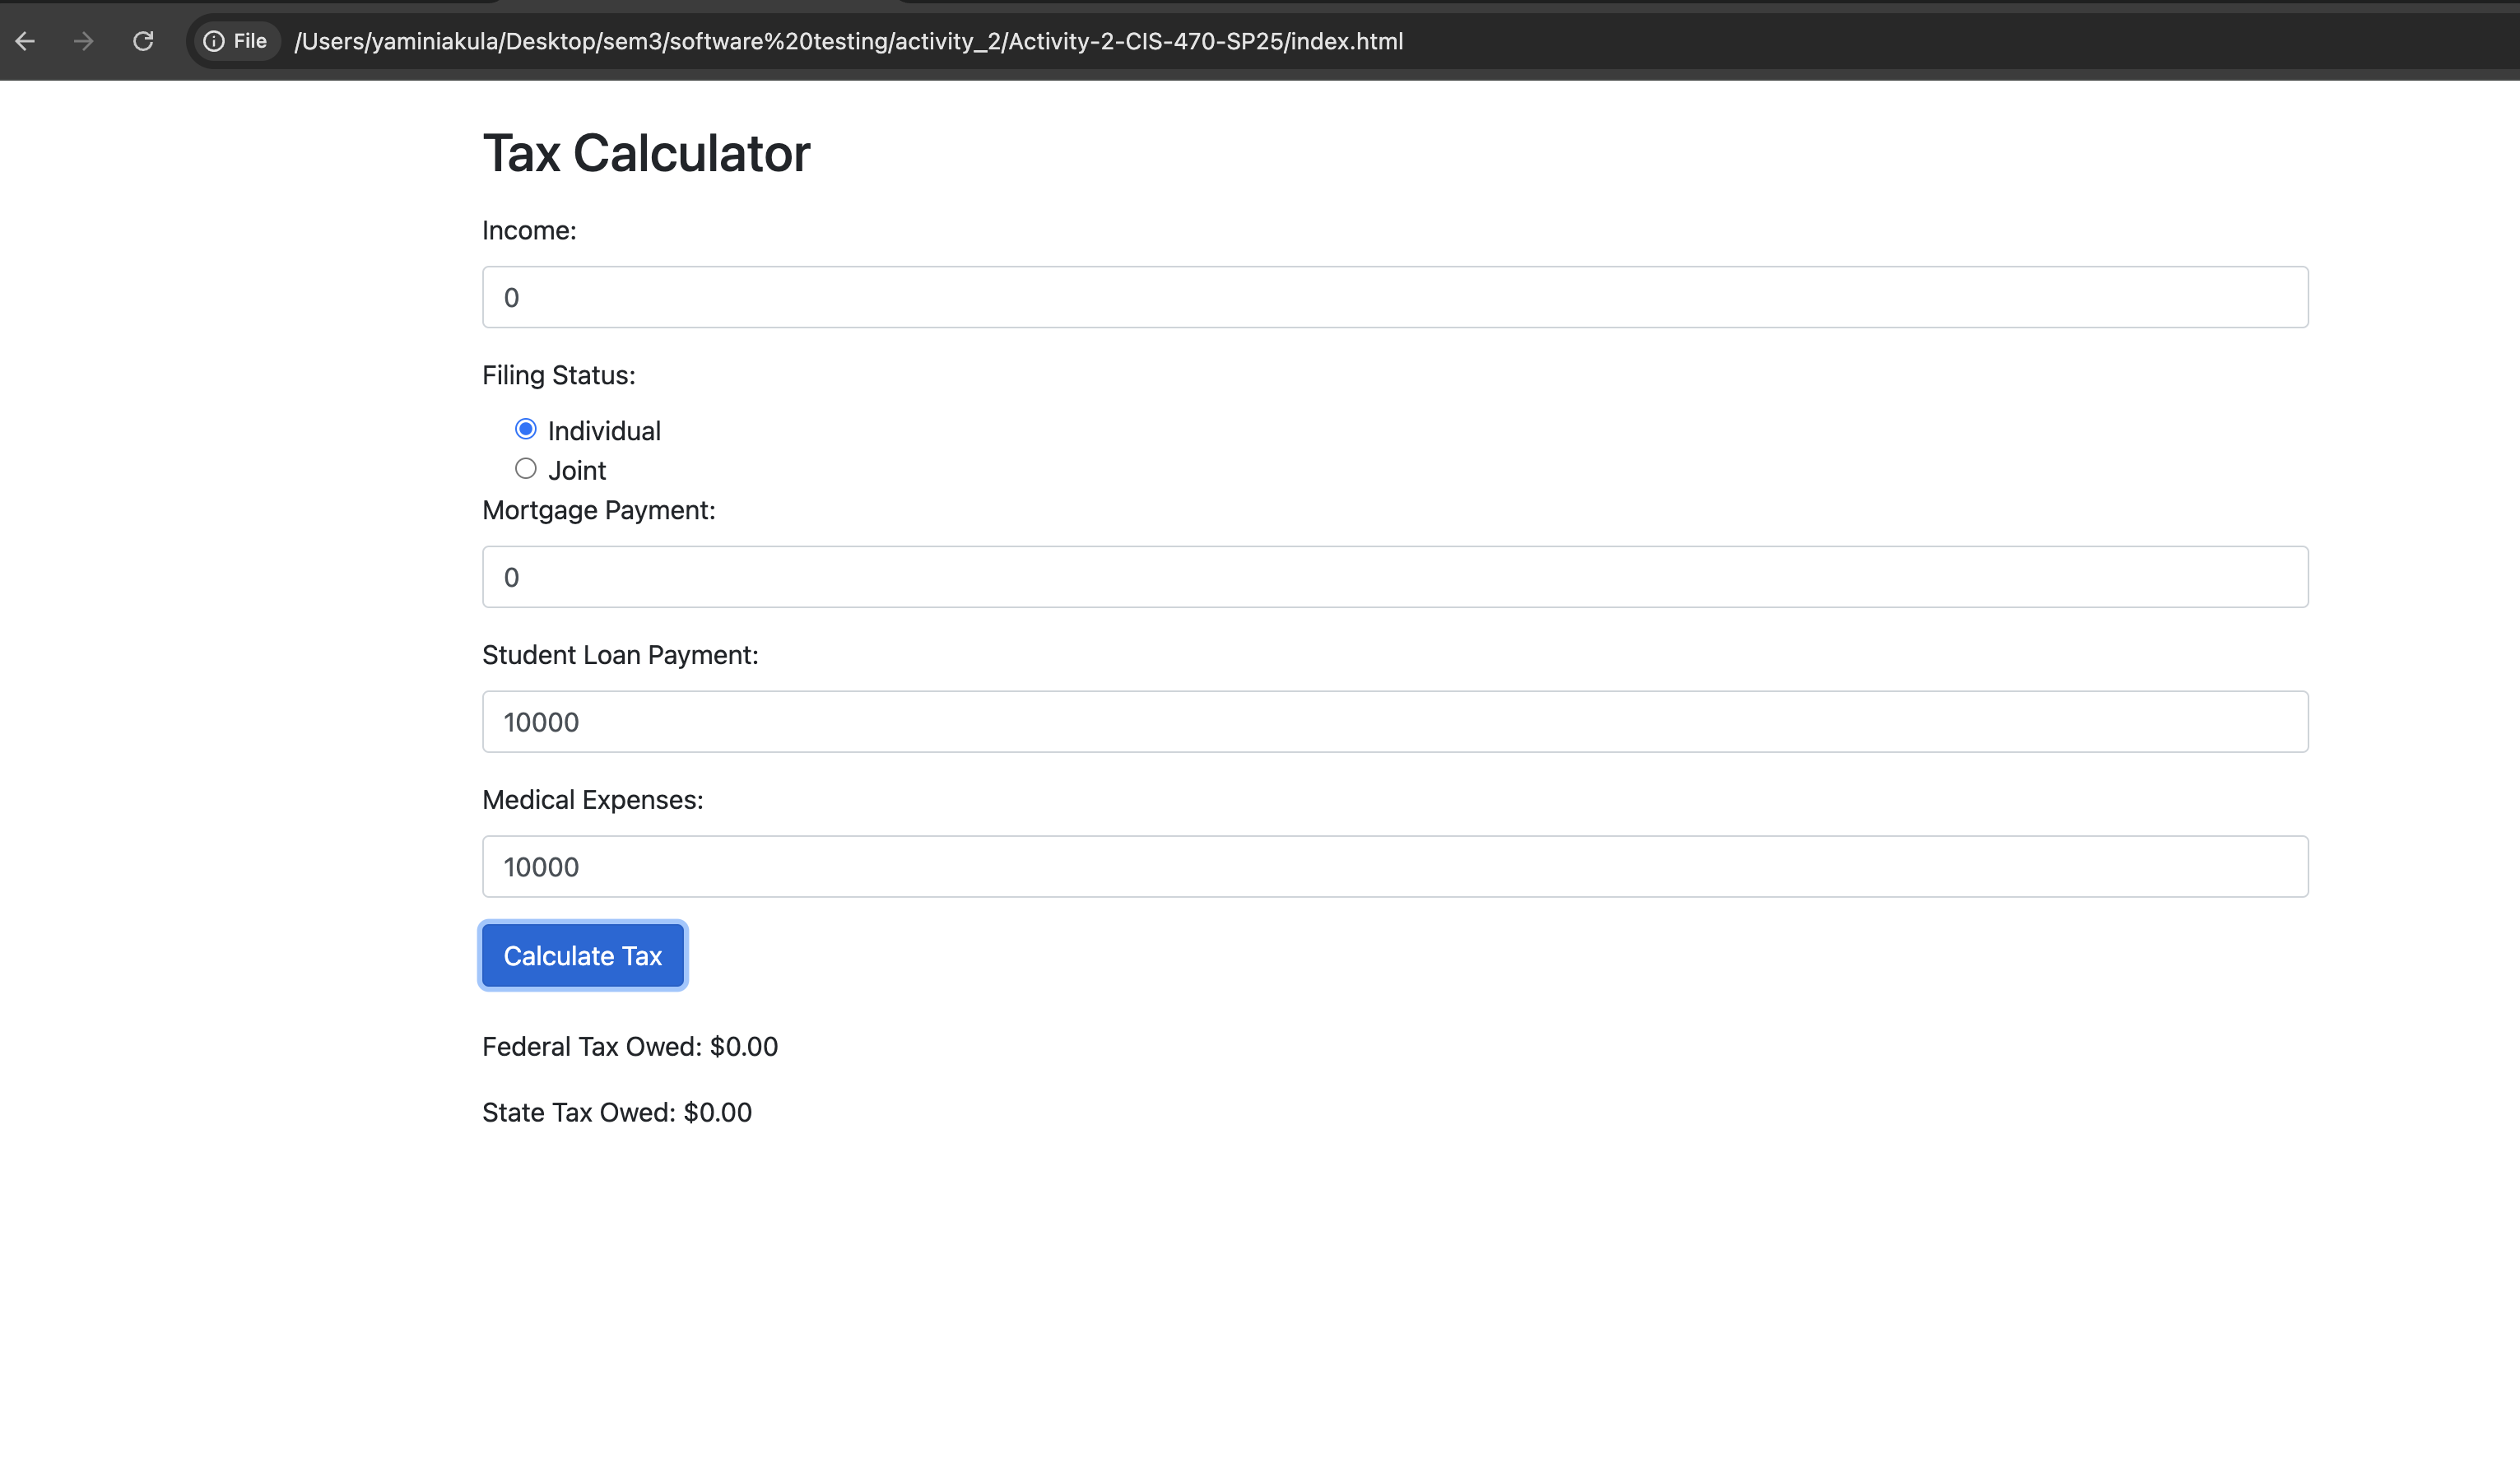 File /Users/yaminiakula/Desktop/sem3/software%20testing/activity_2/Activity-2-CIS-470-SP25/index.html
Tax Calculator
Income:
0
Filing Status:
Individual
Joint
Mortgage Payment:
0
Student Loan Payment:
10000
Medical Expenses:
10000
Calculate Tax
Federal Tax Owed: $0.00
State Tax Owed: $0.00